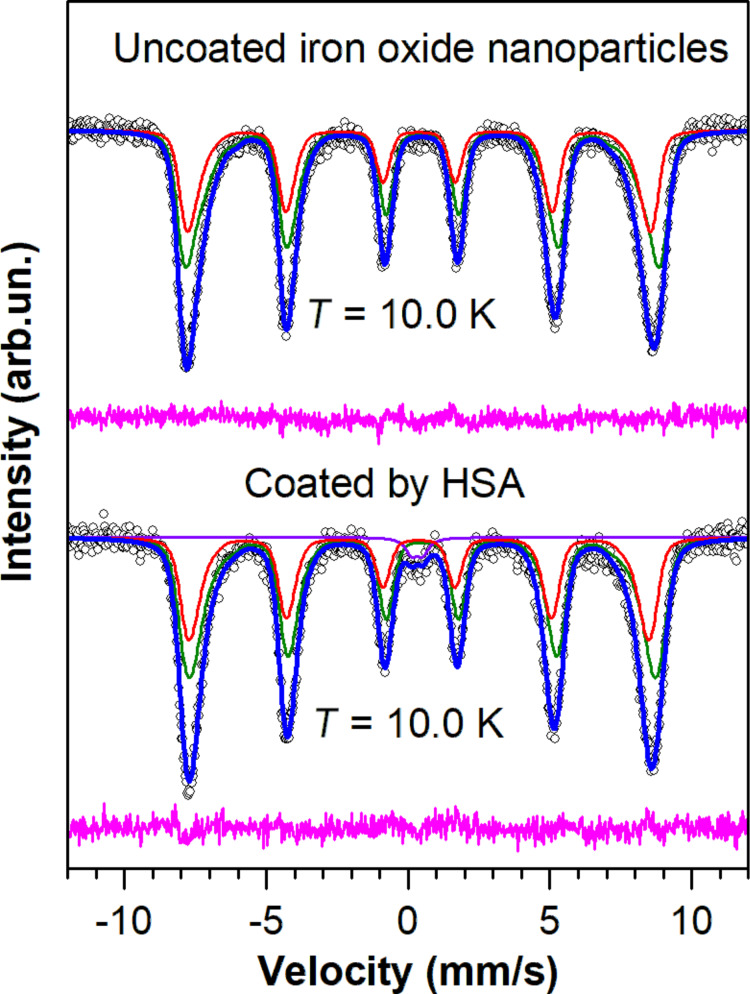 Uncoated iron oxide nanoparticles
T = 10.0 K
Intensity (arb.un.)
Coated by HSA
T = 10.0 K
-10 -5 0 5 10
Velocity (mm/s)